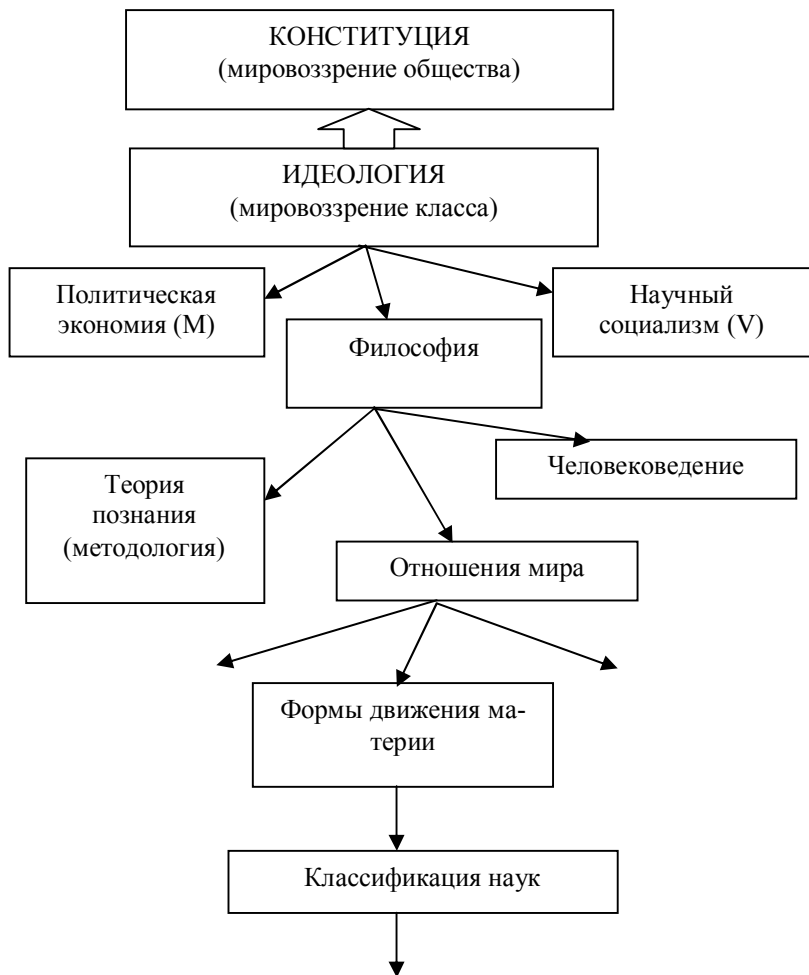 КОНСТИТУЦИЯ
(мировоззрение общества)
ИДЕОЛОГИЯ
(мировоззрение класса)
Политическая
экономия (М)
Философия
Научный
социализм (V)
Теория
познания
(методология)
Человековедение
Отношения мира
Формы движения ма-
терии
Классификация наук